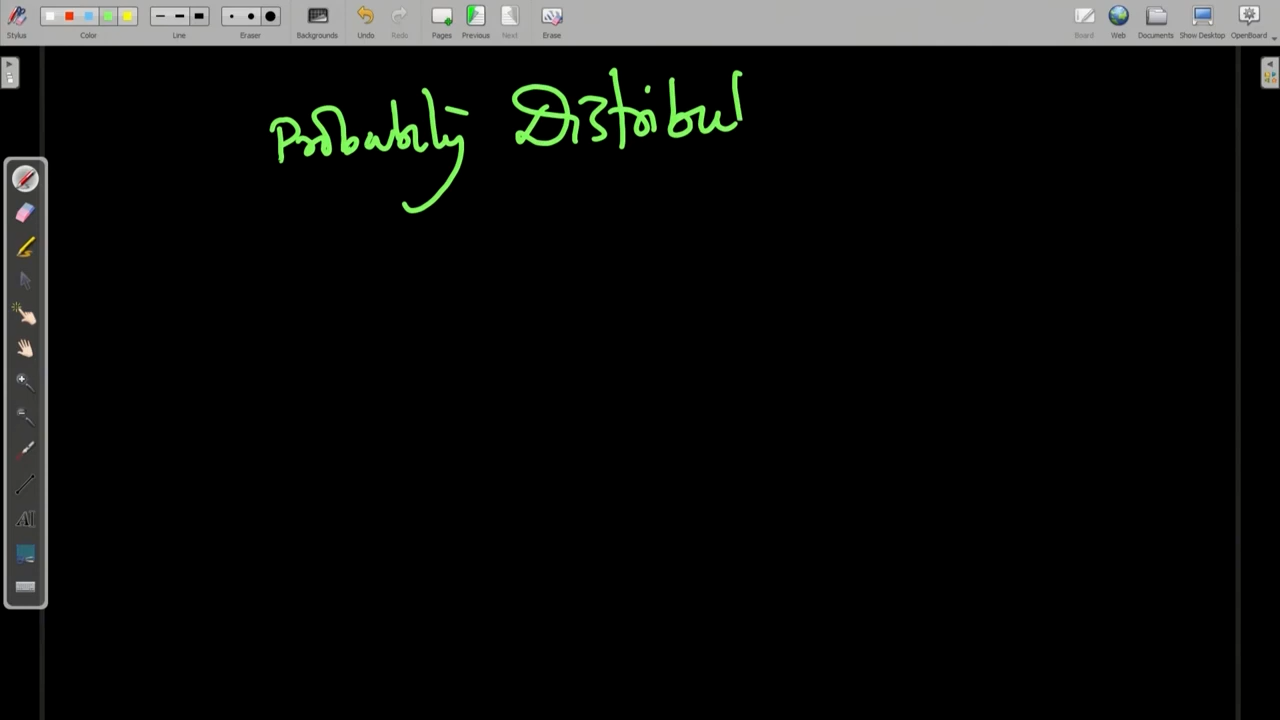 Stylus Color Line Eraser Backgrounds Undo Redo Pages Previous Next Erase Board Web Documents Show Desktop OpenBoard
Probability Distribut
AI